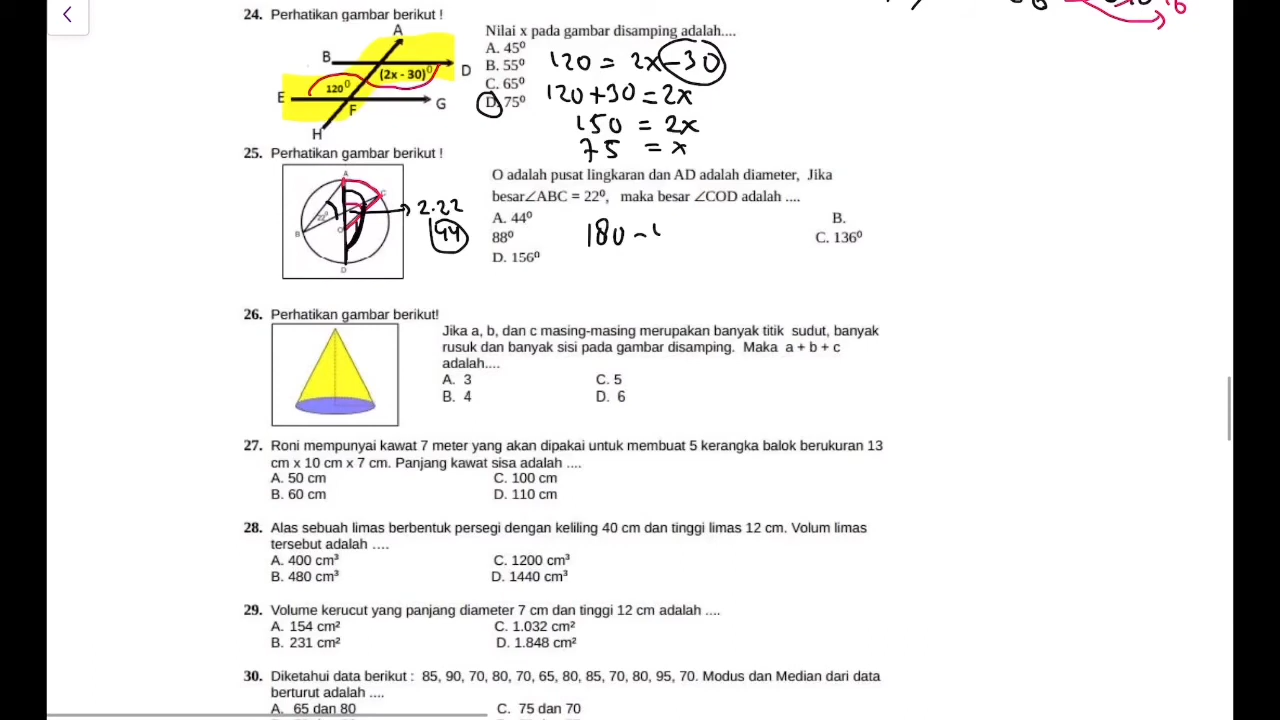 24. Perhatikan gambar berikut !
A
B
D
(2x - 30)⁰
120⁰
E
G
F
H
Nilai x pada gambar disamping adalah....
A. 45⁰
B. 55⁰
C. 65⁰
D. 75⁰
120 = 2x - 30
120 + 30 = 2x
150 = 2x
75 = x
25. Perhatikan gambar berikut !
A
C
22⁰
O
B
D
2.22
44
O adalah pusat lingkaran dan AD adalah diameter, Jika
besar∠ABC = 22⁰, maka besar ∠COD adalah ....
A. 44⁰ B.
88⁰ C. 136⁰
D. 156⁰
180 -
26. Perhatikan gambar berikut!
Jika a, b, dan c masing-masing merupakan banyak titik sudut, banyak
rusuk dan banyak sisi pada gambar disamping. Maka a + b + c
adalah....
A. 3 C. 5
B. 4 D. 6
27. Roni mempunyai kawat 7 meter yang akan dipakai untuk membuat 5 kerangka balok berukuran 13
cm x 10 cm x 7 cm. Panjang kawat sisa adalah ....
A. 50 cm C. 100 cm
B. 60 cm D. 110 cm
28. Alas sebuah limas berbentuk persegi dengan keliling 40 cm dan tinggi limas 12 cm. Volum limas
tersebut adalah ....
A. 400 cm³ C. 1200 cm³
B. 480 cm³ D. 1440 cm³
29. Volume kerucut yang panjang diameter 7 cm dan tinggi 12 cm adalah ....
A. 154 cm² C. 1.032 cm²
B. 231 cm² D. 1.848 cm²
30. Diketahui data berikut : 85, 90, 70, 80, 70, 65, 80, 85, 70, 80, 95, 70. Modus dan Median dari data
berturut adalah ....
A. 65 dan 80 C. 75 dan 70